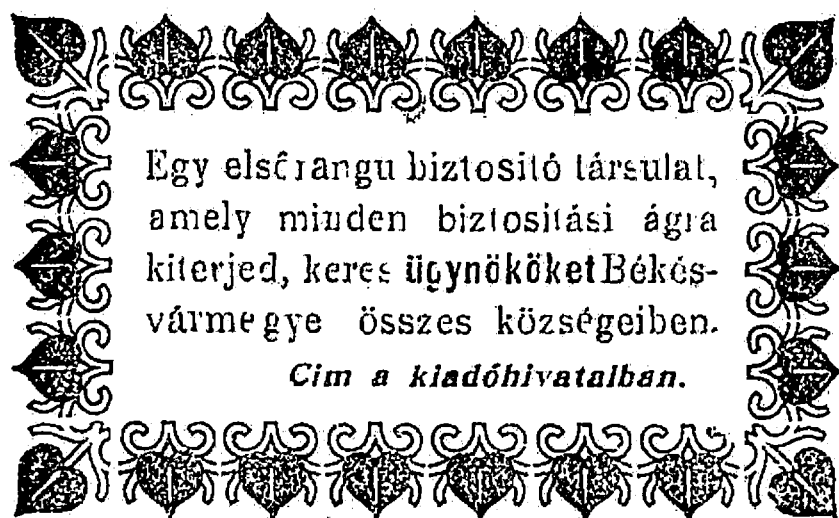 Egy elsőrangu biztositó társulat,
amely minden biztositási ágra
kiterjed, keres ügynököket Békés-
vármegye összes községeiben.
Cim a kiadóhivatalban.